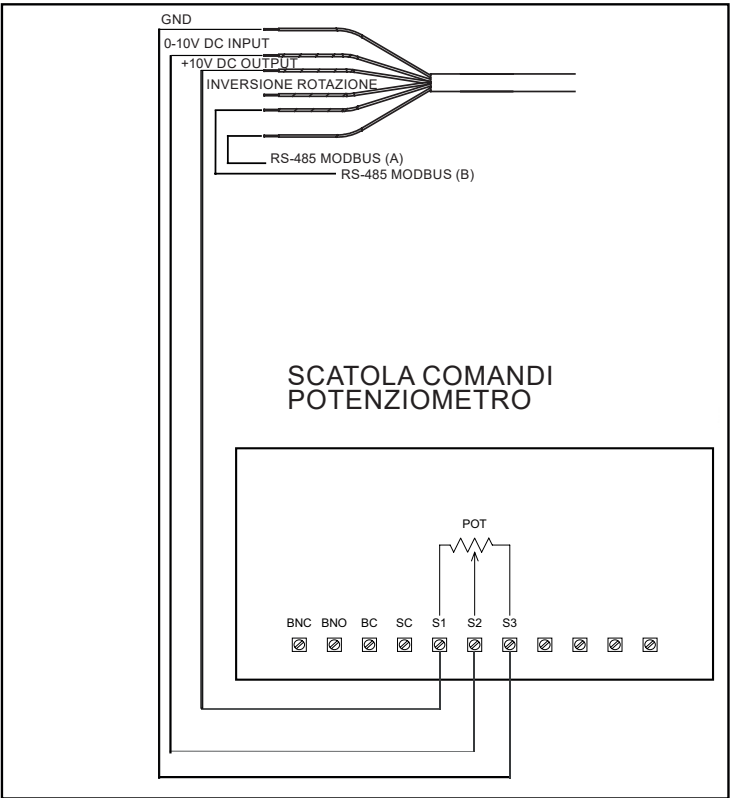 GND
0-10V DC INPUT
+10V DC OUTPUT
INVERSIONE ROTAZIONE
RS-485 MODBUS (A)
RS-485 MODBUS (B)
SCATOLA COMANDI
POTENZIOMETRO
POT
BNC BNO BC SC S1 S2 S3